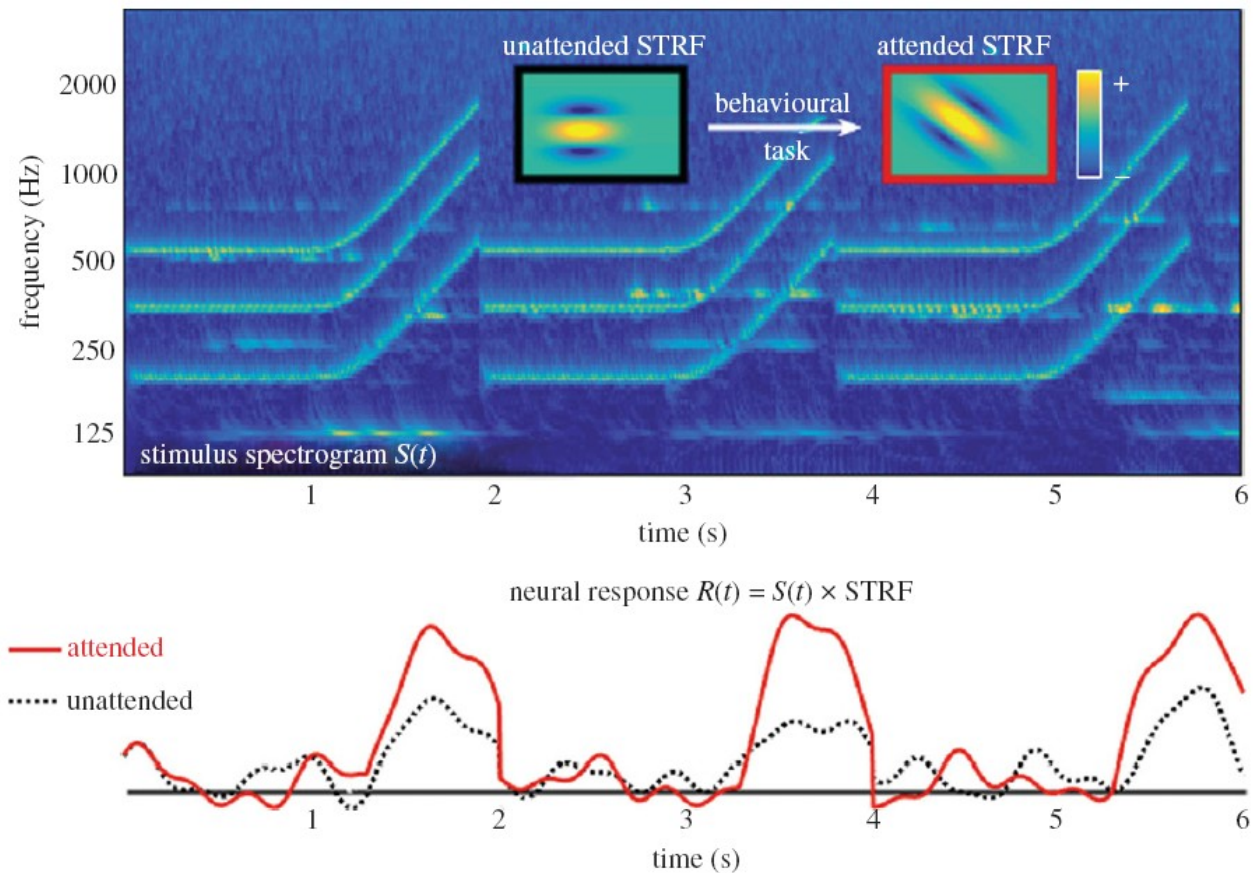 unattended STRF
attended STRF
behavioural
task
+
−
2000
1000
500
250
125
frequency (Hz)
stimulus spectrogram S(t)
1 2 3 4 5 6
time (s)
neural response R(t) = S(t) × STRF
attended
unattended
1 2 3 4 5 6
time (s)